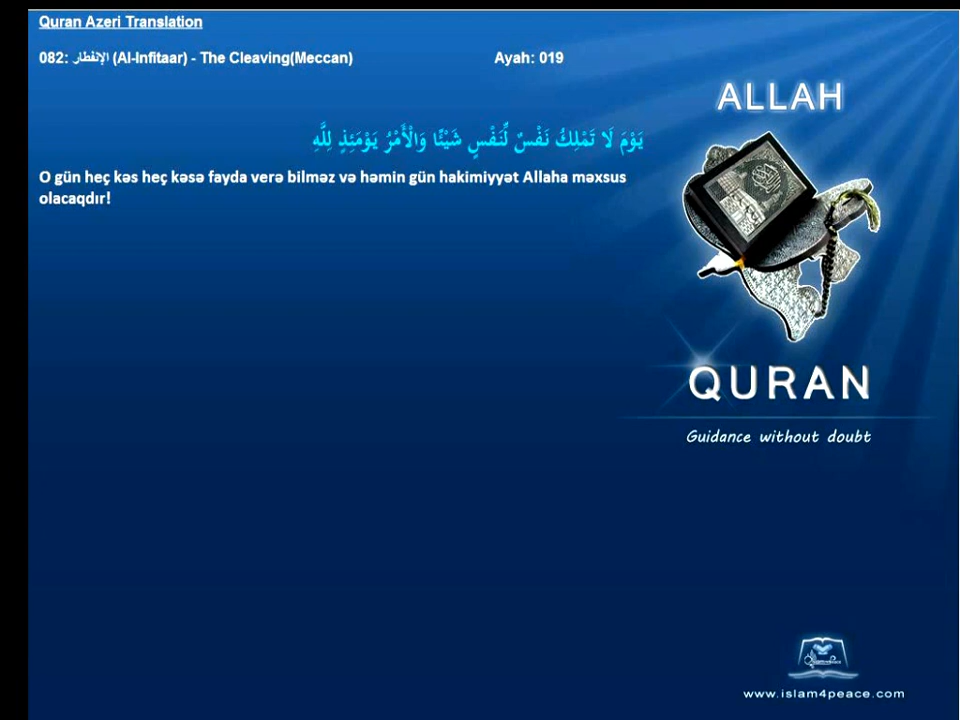 Quran Azeri Translation
082: الإنفطار (Al-Infitaar) - The Cleaving(Meccan) Ayah: 019
ALLAH
يَوْمَ لَا تَمْلِكُ نَفْسٌ لِّنَفْسٍ شَيْئًا وَالْأَمْرُ يَوْمَئِذٍ لِلَّهِ
O gün heç kəs heç kəsə fayda verə bilməz və həmin gün hakimiyyət Allaha məxsus
olacaqdır!
QURAN
Guidance without doubt
www.islam4peace.com